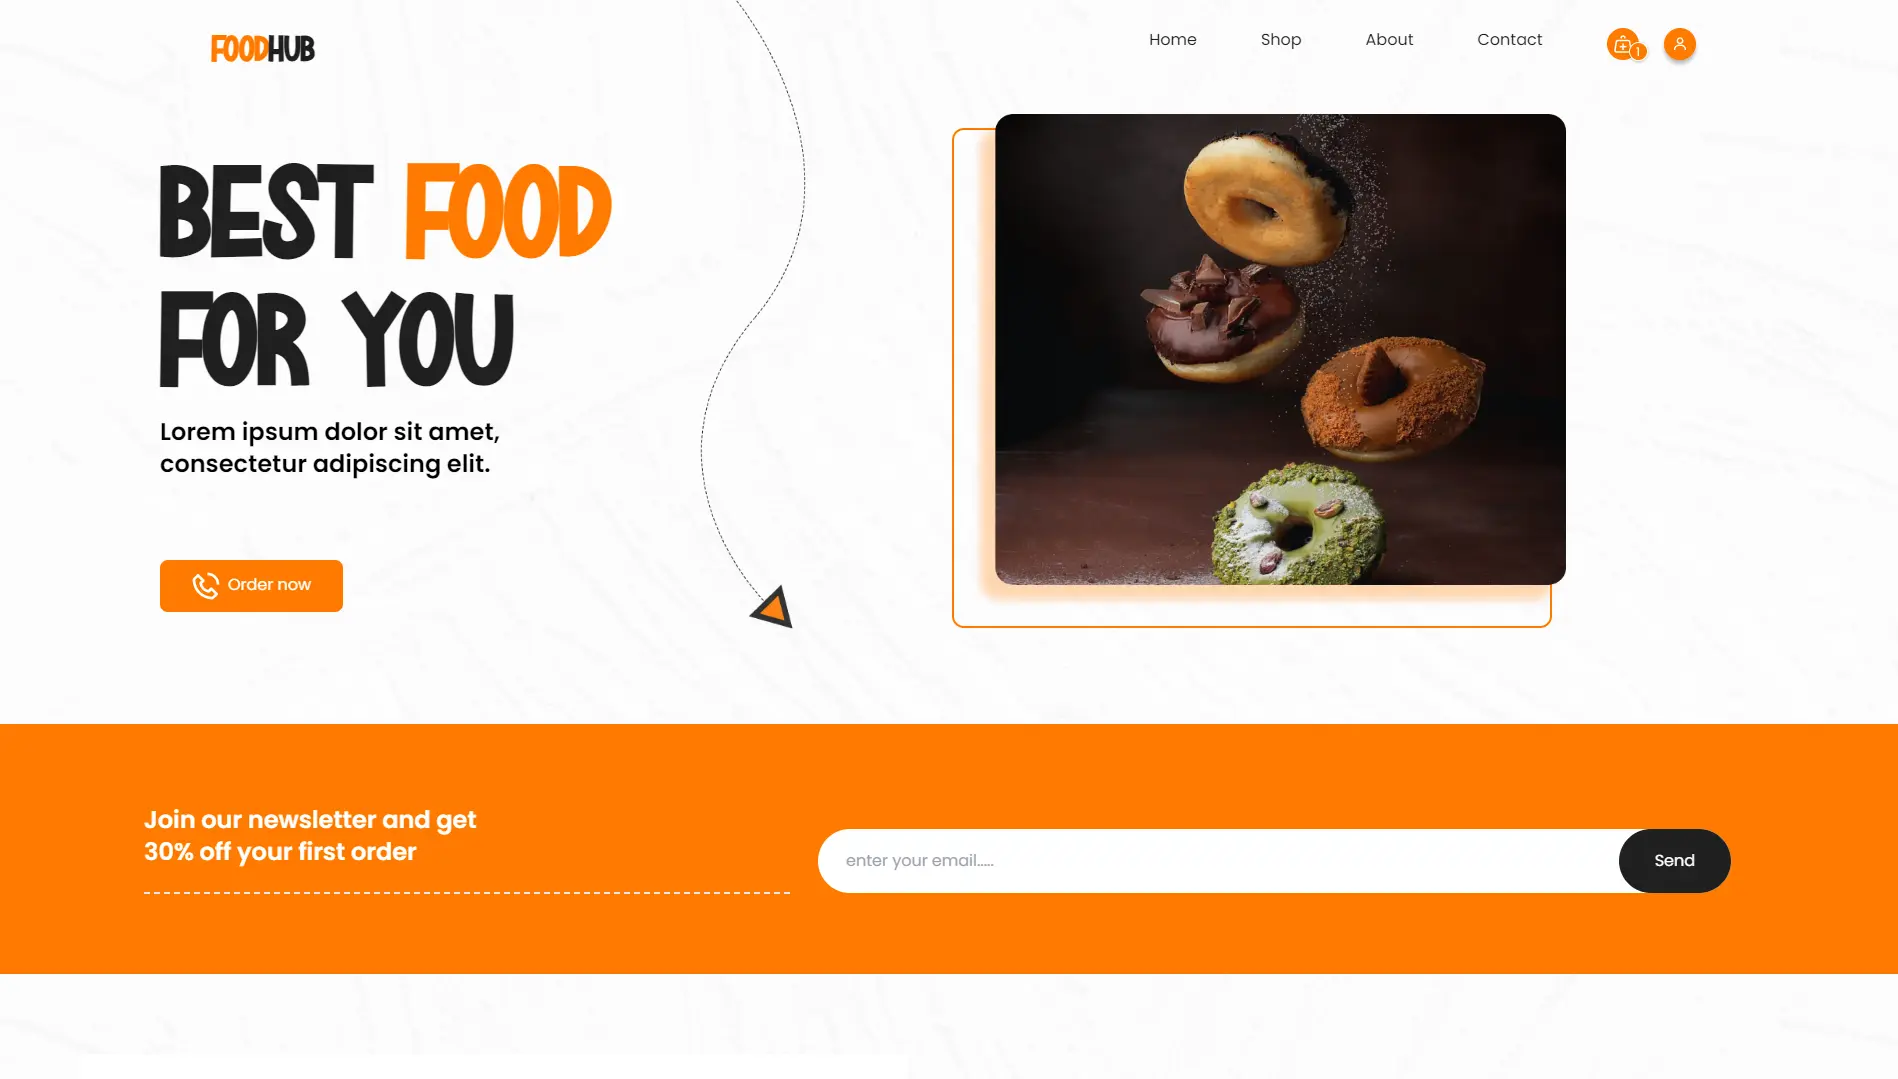 FOODHUB
Home
Shop
About
Contact
1
BEST FOOD
FOR YOU
Lorem ipsum dolor sit amet,
consectetur adipiscing elit.
Order now
Join our newsletter and get
30% off your first order
enter your email.....
Send